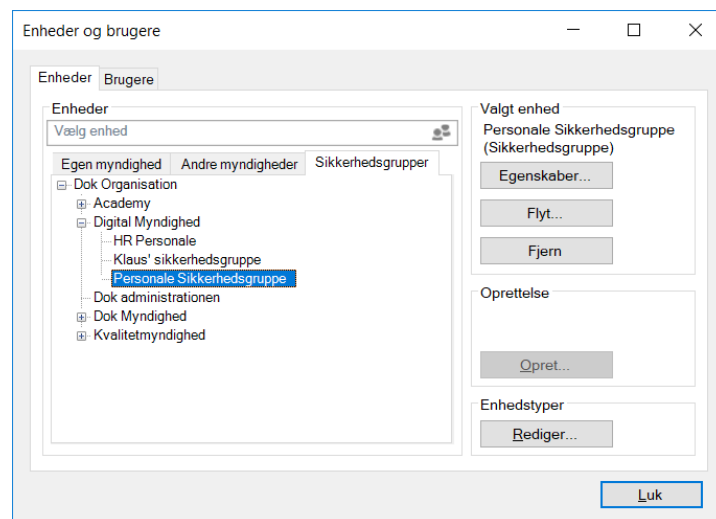 Enheder og brugere
Enheder
Brugere
Enheder
Vælg enhed
Egen myndighed
Andre myndigheder
Sikkerhedsgrupper
Dok Organisation
Academy
Digital Myndighed
HR Personale
Klaus' sikkerhedsgruppe
Personale Sikkerhedsgruppe
Dok administrationen
Dok Myndighed
Kvalitetmyndighed
Valgt enhed
Personale Sikkerhedsgruppe
(Sikkerhedsgruppe)
Egenskaber...
Flyt...
Fjern
Oprettelse
Opret...
Enhedstyper
Rediger...
Luk